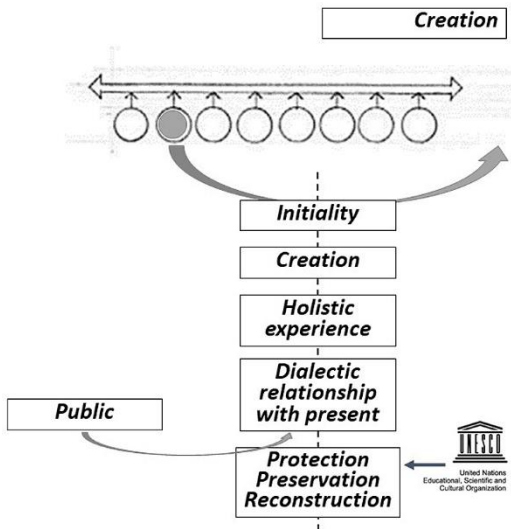 Creation
Initiality
Creation
Holistic
experience
Dialectic
relationship
with present
Public
Protection
Preservation
Reconstruction
UNESCO
United Nations
Educational, Scientific and
Cultural Organization